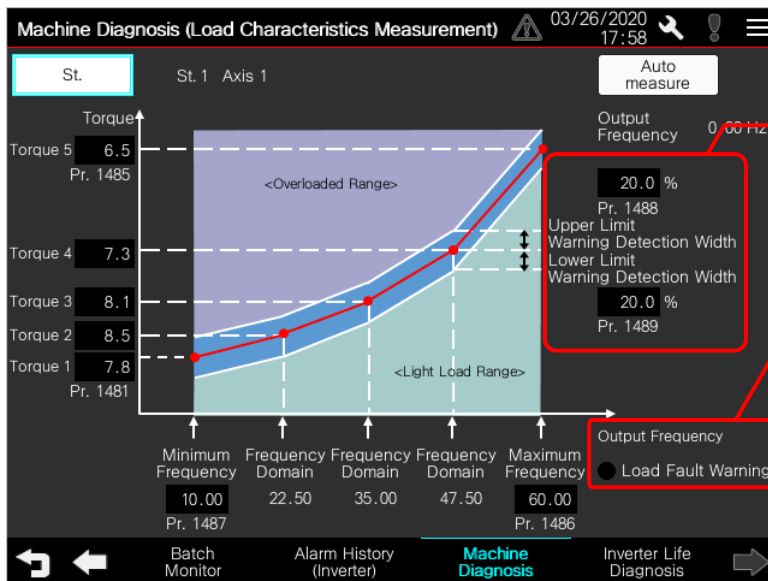 Machine Diagnosis (Load Characteristics Measurement)
03/26/2020
17:58
St.
St. 1 Axis 1
Auto
measure
Torque
Output
Frequency
0.00 Hz
Torque 5 6.5
Pr. 1485
<Overloaded Range>
20.0 %
Pr. 1488
Upper Limit
Warning Detection Width
Torque 4 7.3
Lower Limit
Warning Detection Width
Torque 3 8.1
20.0 %
Pr. 1489
Torque 2 8.5
Torque 1 7.8
<Light Load Range>
Pr. 1481
Output Frequency
Load Fault Warning
Minimum
Frequency
Frequency
Domain
Frequency
Domain
Frequency
Domain
Maximum
Frequency
10.00 22.50 35.00 47.50 60.00
Pr. 1487
Pr. 1486
Batch
Monitor
Alarm History
(Inverter)
Machine
Diagnosis
Inverter Life
Diagnosis